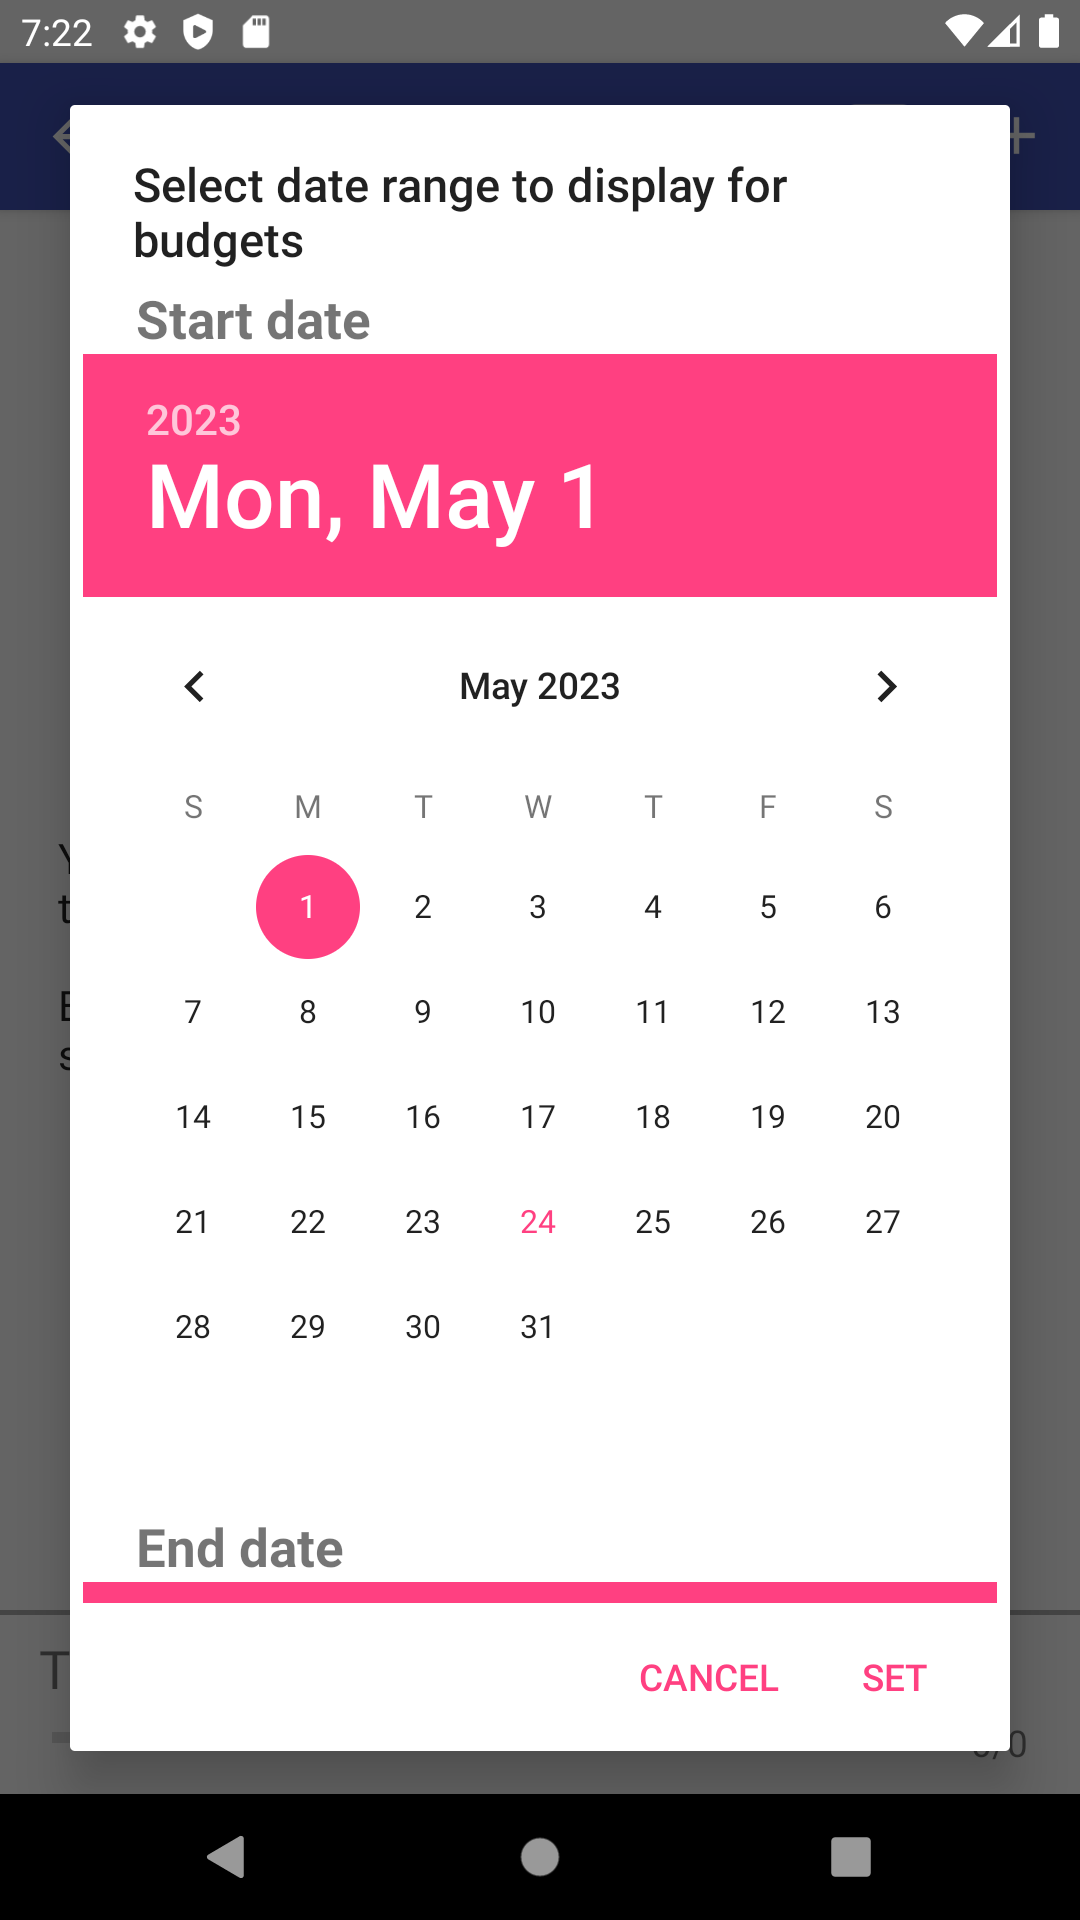 7:22
Select date range to display for
budgets
Start date
2023
Mon, May 1
May 2023
S M T W T F S
1 2 3 4 5 6
7 8 9 10 11 12 13
14 15 16 17 18 19 20
21 22 23 24 25 26 27
28 29 30 31
End date
CANCEL SET